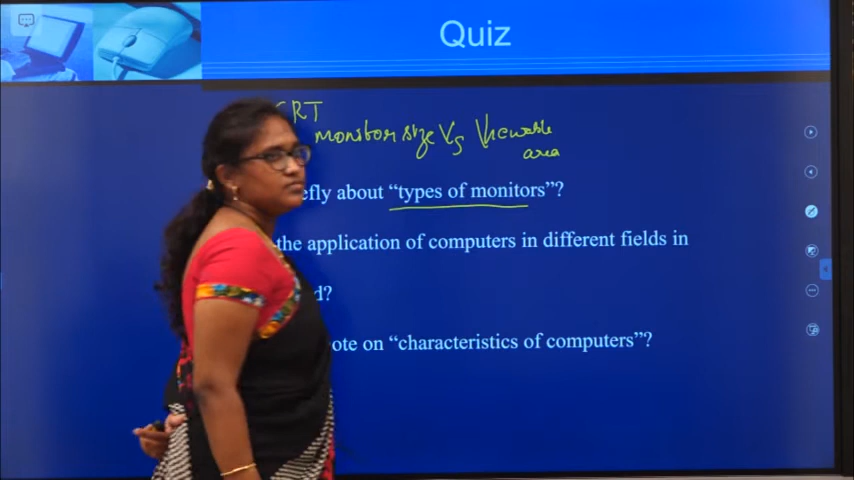 Quiz
CRT
monitor size Vs Viewable
area
efly about “types of monitors”?
the application of computers in different fields in
d?
ote on “characteristics of computers”?